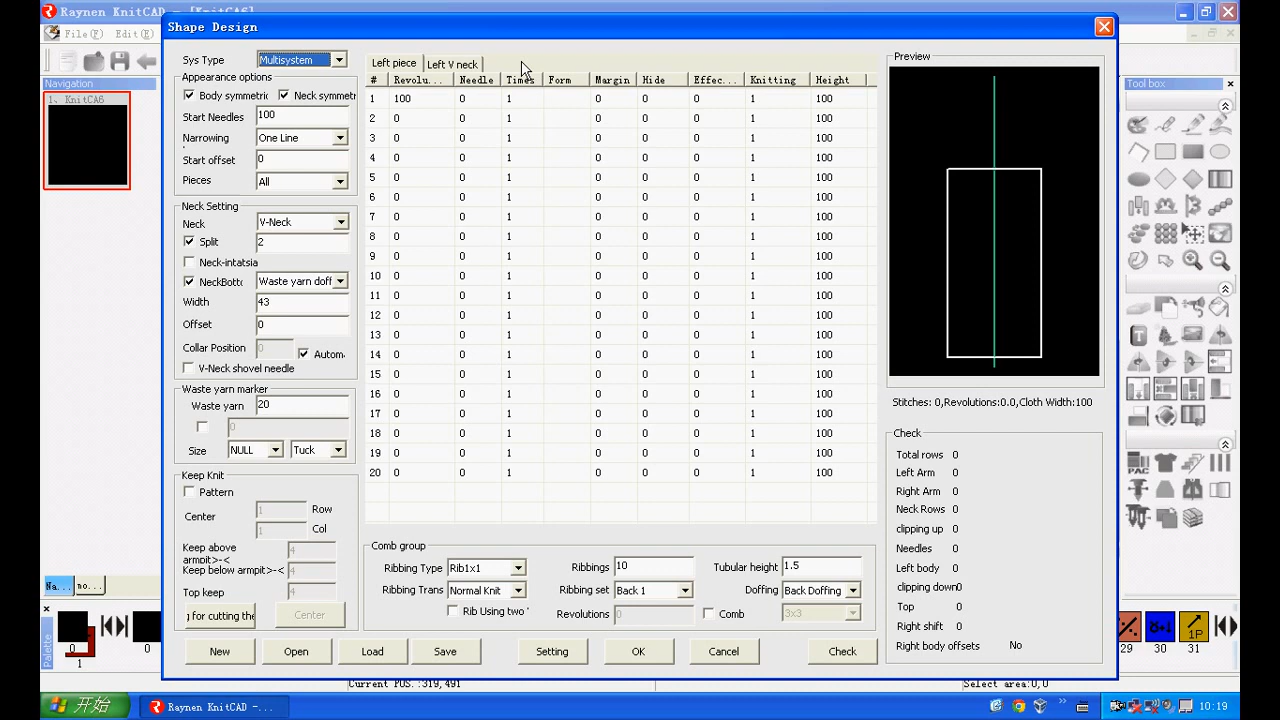 Raynen KnitCAD - [KnitCA6]
Shape Design
File(F) Edit(E)
Navigation
1、KnitCA6
Sys Type Multisystem
Appearance options
Body symmetric Neck symmetr
Start Needles 100
Narrowing One Line
Start offset 0
Pieces All
Neck Setting
Neck V-Neck
Split 2
Neck-intatsia
NeckBott Waste yarn doff
Width 43
Offset 0
Collar Position 0 Autom
V-Neck shovel needle
Waste yarn marker
Waste yarn 20
0
Size NULL Tuck
Keep Knit
Pattern
Center 1 Row
1 Col
Keep above armpit>-< 4
Keep below armpit>-< 4
Top keep 4
for cutting the Center
Left piece Left V neck
# Revolu... Needle Times Form Margin Hide Effec... Knitting Height
1 100 0 1 0 0 0 1 100
2 0 0 1 0 0 0 1 100
3 0 0 1 0 0 0 1 100
4 0 0 1 0 0 0 1 100
5 0 0 1 0 0 0 1 100
6 0 0 1 0 0 0 1 100
7 0 0 1 0 0 0 1 100
8 0 0 1 0 0 0 1 100
9 0 0 1 0 0 0 1 100
10 0 0 1 0 0 0 1 100
11 0 0 1 0 0 0 1 100
12 0 0 1 0 0 0 1 100
13 0 0 1 0 0 0 1 100
14 0 0 1 0 0 0 1 100
15 0 0 1 0 0 0 1 100
16 0 0 1 0 0 0 1 100
17 0 0 1 0 0 0 1 100
18 0 0 1 0 0 0 1 100
19 0 0 1 0 0 0 1 100
20 0 0 1 0 0 0 1 100
Comb group
Ribbing Type Rib1x1 Ribbings 10 Tubular height 1.5
Ribbing Trans Normal Knit Ribbing set Back 1 Doffing Back Doffing
Rib Using two ' Revolutions 0 Comb 3x3
New Open Load Save Setting OK Cancel Check
Preview
Stitches: 0,Revolutions:0.0,Cloth Width:100
Check
Total rows 0
Left Arm 0
Right Arm 0
Neck Rows 0
clipping up 0
Needles 0
Left body 0
clipping down0
Top 0
Right shift 0
Right body offsets No
Tool box
PAC
Na... no...
Palette
0 1 0
1P
29 30 31
Current POS.:319,491 Select area:0,0
开始 Raynen KnitCAD -... 10:19